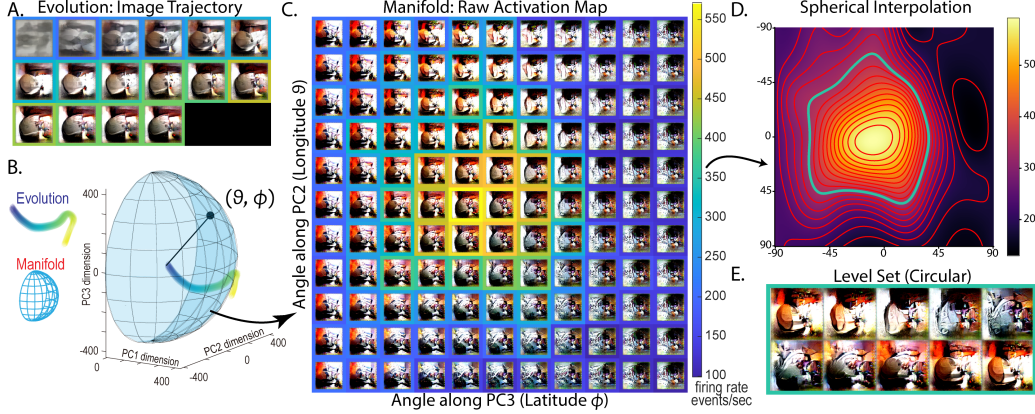 A. Evolution: Image Trajectory
B.
Evolution
Manifold
(ϑ, ϕ)
400
200
0
-200
-400
PC3 dimension
PC1 dimension
0
400
PC2 dimension
-400
0
400
C. Manifold: Raw Activation Map
Angle along PC2 (Longitude ϑ)
Angle along PC3 (Latitude ϕ)
550
500
450
400
350
300
250
200
150
100
firing rate
events/sec
D. Spherical Interpolation
-90
-45
0
45
90
-90
-45
0
45
90
50
40
30
20
E. Level Set (Circular)